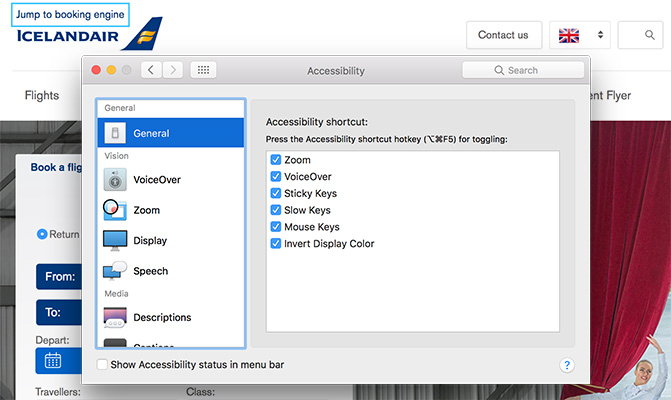 Jump to booking engine
ICELANDAIR
Contact us
Accessibility
Search
Flights
ent Flyer
General
General
Vision
VoiceOver
Zoom
Display
Speech
Media
Descriptions
Captions
Accessibility shortcut:
Press the Accessibility shortcut hotkey (⌥⌘F5) for toggling:
Zoom
VoiceOver
Sticky Keys
Slow Keys
Mouse Keys
Invert Display Color
Show Accessibility status in menu bar
?
Book a flig
Return
From:
To:
Depart:
Travellers:
Class: